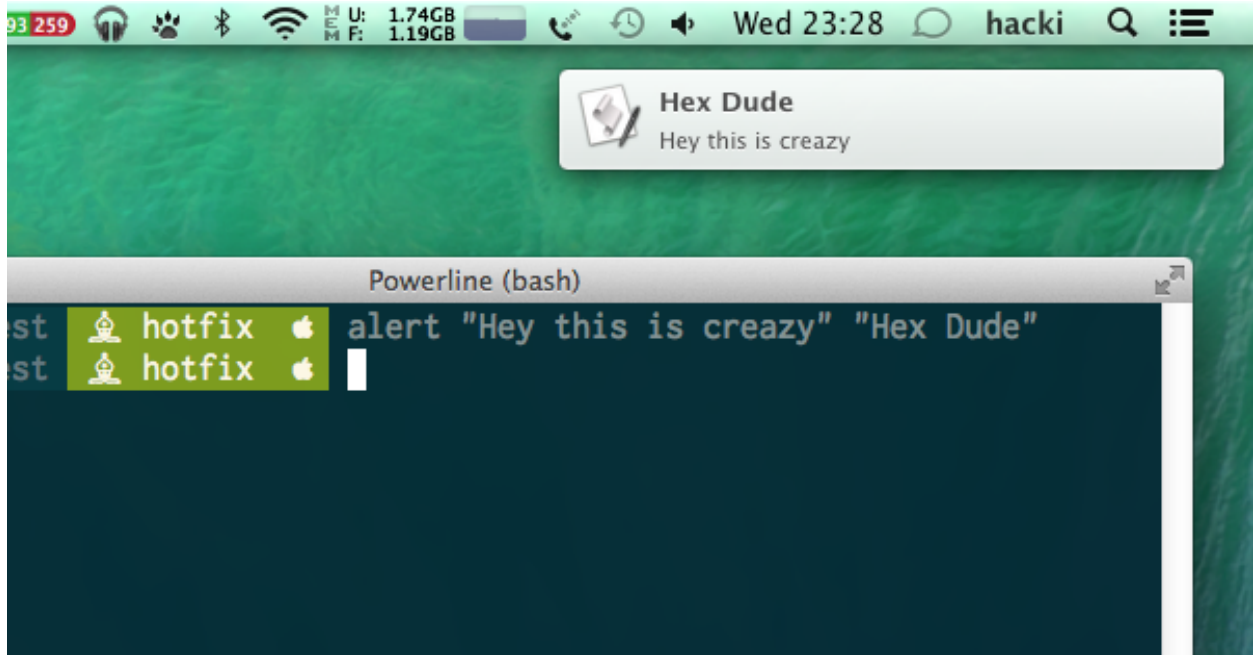 93 259 MEM U: 1.74GB F: 1.19GB Wed 23:28 hacki
Hex Dude
Hey this is creazy
Powerline (bash)
est hotfix alert "Hey this is creazy" "Hex Dude"
est hotfix